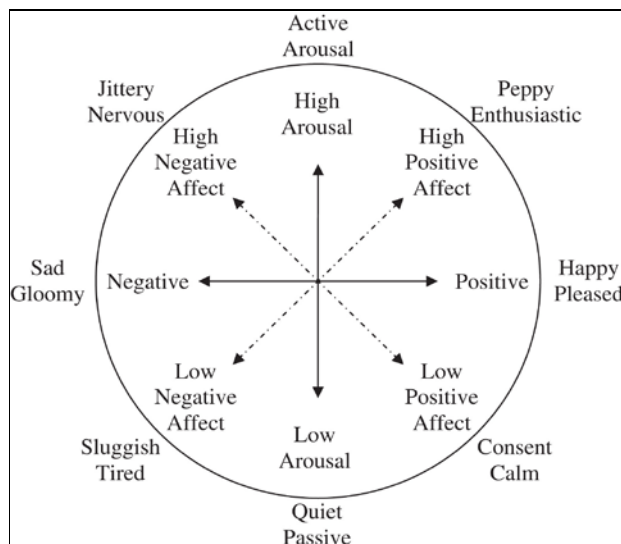 Active
Arousal
Jittery
Nervous
Peppy
Enthusiastic
High
Arousal
High
Negative
Affect
High
Positive
Affect
Sad
Gloomy
Negative
Positive
Happy
Pleased
Low
Negative
Affect
Low
Positive
Affect
Low
Arousal
Sluggish
Tired
Consent
Calm
Quiet
Passive